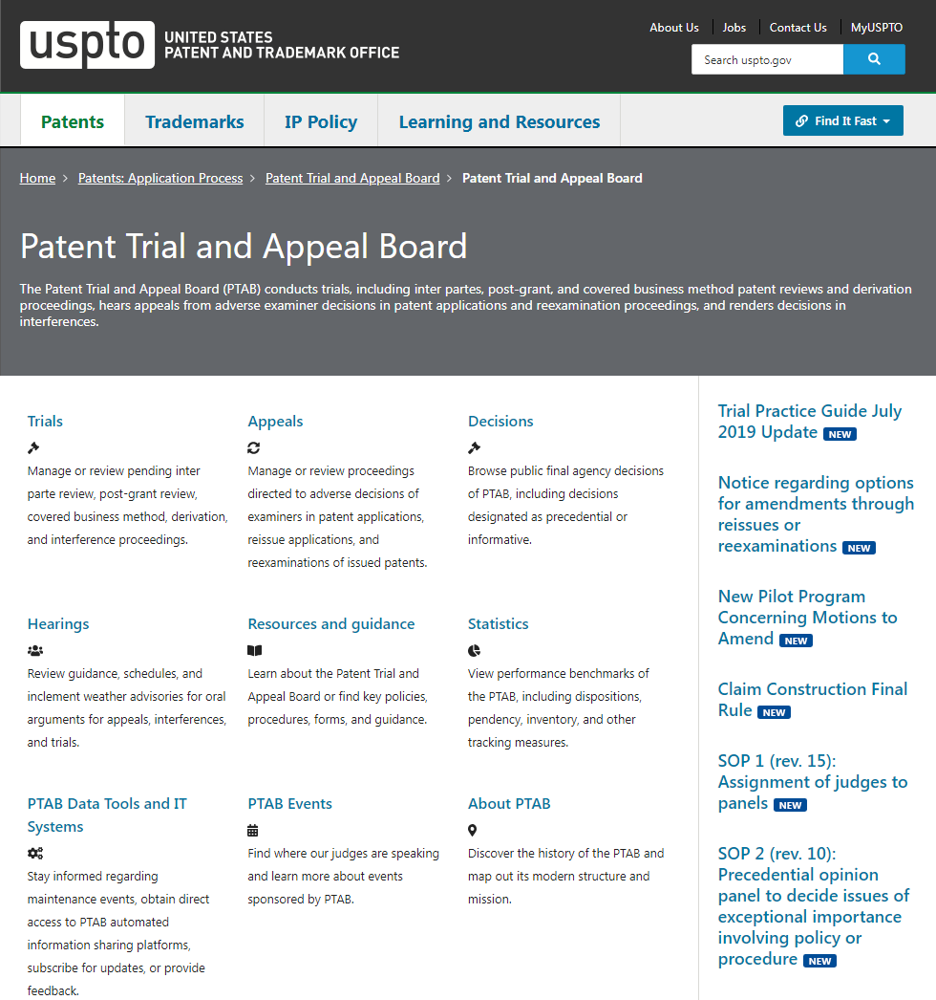 uspto
UNITED STATES
PATENT AND TRADEMARK OFFICE
About Us
Jobs
Contact Us
MyUSPTO
Search uspto.gov
Patents
Trademarks
IP Policy
Learning and Resources
Find It Fast
Home > Patents: Application Process > Patent Trial and Appeal Board > Patent Trial and Appeal Board
Patent Trial and Appeal Board
The Patent Trial and Appeal Board (PTAB) conducts trials, including inter partes, post-grant, and covered business method patent reviews and derivation
proceedings, hears appeals from adverse examiner decisions in patent applications and reexamination proceedings, and renders decisions in
interferences.
Trials
Manage or review pending inter
parte review, post-grant review,
covered business method, derivation,
and interference proceedings.
Appeals
Manage or review proceedings
directed to adverse decisions of
examiners in patent applications,
reissue applications, and
reexaminations of issued patents.
Decisions
Browse public final agency decisions
of PTAB, including decisions
designated as precedential or
informative.
Hearings
Review guidance, schedules, and
inclement weather advisories for oral
arguments for appeals, interferences,
and trials.
Resources and guidance
Learn about the Patent Trial and
Appeal Board or find key policies,
procedures, forms, and guidance.
Statistics
View performance benchmarks of
the PTAB, including dispositions,
pendency, inventory, and other
tracking measures.
PTAB Data Tools and IT
Systems
Stay informed regarding
maintenance events, obtain direct
access to PTAB automated
information sharing platforms,
subscribe for updates, or provide
feedback.
PTAB Events
Find where our judges are speaking
and learn more about events
sponsored by PTAB.
About PTAB
Discover the history of the PTAB and
map out its modern structure and
mission.
Trial Practice Guide July
2019 Update NEW
Notice regarding options
for amendments through
reissues or
reexaminations NEW
New Pilot Program
Concerning Motions to
Amend NEW
Claim Construction Final
Rule NEW
SOP 1 (rev. 15):
Assignment of judges to
panels NEW
SOP 2 (rev. 10):
Precedential opinion
panel to decide issues of
exceptional importance
involving policy or
procedure NEW